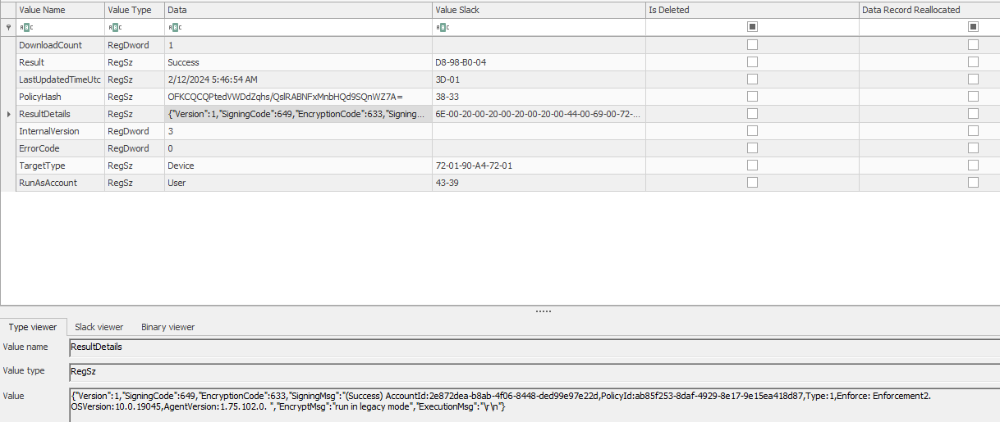 Value Name Value Type Data Value Slack Is Deleted Data Record Reallocated
ABC ABC ABC ABC
DownloadCount RegDword 1
Result RegSz Success D8-98-B0-04
LastUpdatedTimeUtc RegSz 2/12/2024 5:46:54 AM 3D-01
PolicyHash RegSz OFKCQCQPtedVWDdZqhs/QslRABNFxMnbHQd9SQnWZ7A= 38-33
ResultDetails RegSz {"Version":1,"SigningCode":649,"EncryptionCode":633,"Signing... 6E-00-20-00-20-00-20-00-20-00-44-00-69-00-72-...
InternalVersion RegDword 3
ErrorCode RegDword 0
TargetType RegSz Device 72-01-90-A4-72-01
RunAsAccount RegSz User 43-39
Type viewer Slack viewer Binary viewer
Value name ResultDetails
Value type RegSz
Value {"Version":1,"SigningCode":649,"EncryptionCode":633,"SigningMsg":"(Success) AccountId:2e872dea-b8ab-4f06-8448-ded99e97e22d,PolicyId:ab85f253-8daf-4929-8e17-9e15ea418d87,Type:1,Enforce: Enforcement2.
OSVersion:10.0.19045,AgentVersion:1.75.102.0. ","EncryptMsg":"run in legacy mode","ExecutionMsg":"\r\n"}